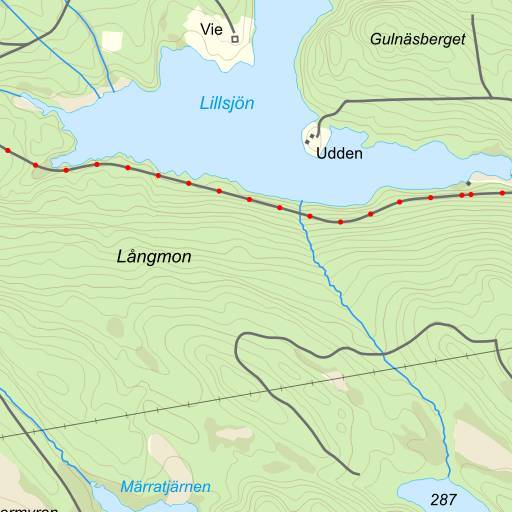 Vie
Gulnäsberget
Lillsjön
Udden
Långmon
Märratjärnen
287